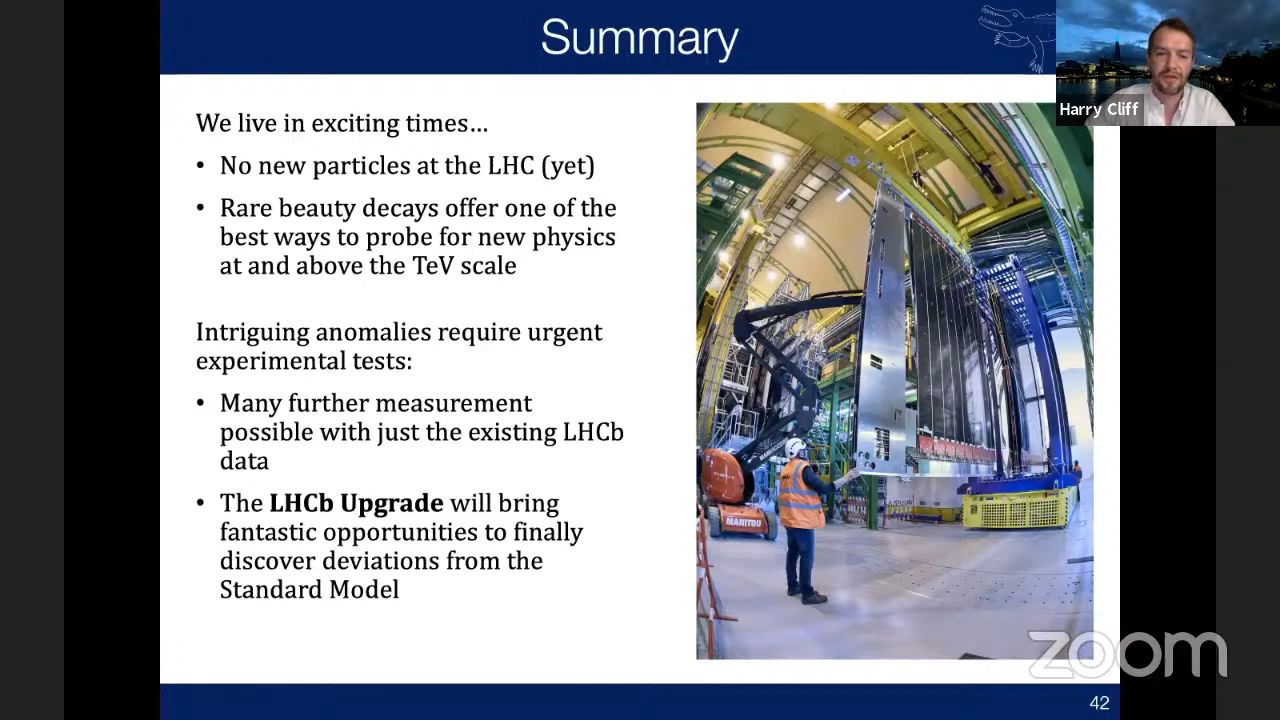 Summary
Harry Cliff
We live in exciting times…
• No new particles at the LHC (yet)
• Rare beauty decays offer one of the
best ways to probe for new physics
at and above the TeV scale
Intriguing anomalies require urgent
experimental tests:
• Many further measurement
possible with just the existing LHCb
data
• The LHCb Upgrade will bring
fantastic opportunities to finally
discover deviations from the
Standard Model
MANITOU
zoom
42